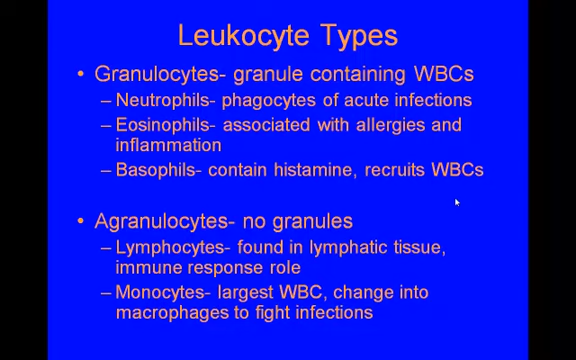 Leukocyte Types
• Granulocytes- granule containing WBCs
– Neutrophils- phagocytes of acute infections
– Eosinophils- associated with allergies and
inflammation
– Basophils- contain histamine, recruits WBCs
• Agranulocytes- no granules
– Lymphocytes- found in lymphatic tissue,
immune response role
– Monocytes- largest WBC, change into
macrophages to fight infections